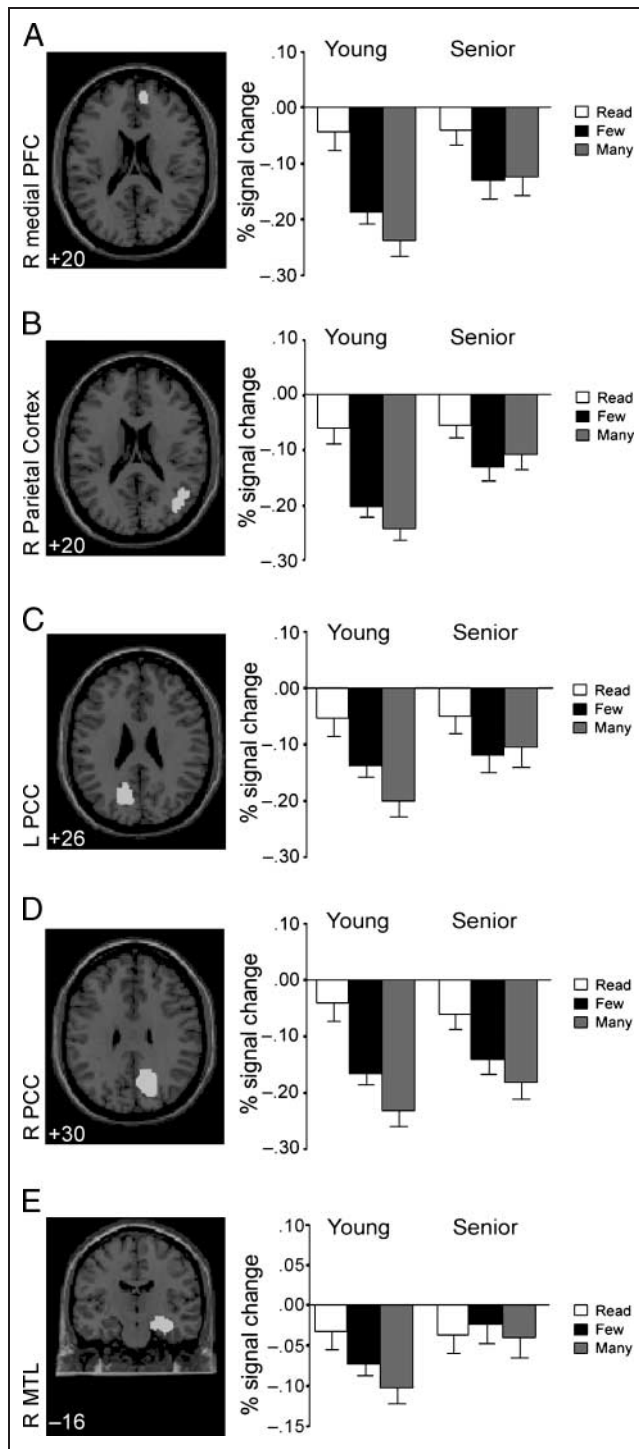 A
R medial PFC
+20
% signal change
.10
.00
–.10
–.20
–.30
Young Senior
Read
Few
Many
B
R Parietal Cortex
+20
% signal change
.10
.00
–.10
–.20
–.30
Young Senior
Read
Few
Many
C
L PCC
+26
% signal change
.10
.00
–.10
–.20
–.30
Young Senior
Read
Few
Many
D
R PCC
+30
% signal change
.10
.00
–.10
–.20
–.30
Young Senior
Read
Few
Many
E
R MTL
–16
% signal change
.10
.05
.00
–.05
–.10
–.15
Young Senior
Read
Few
Many